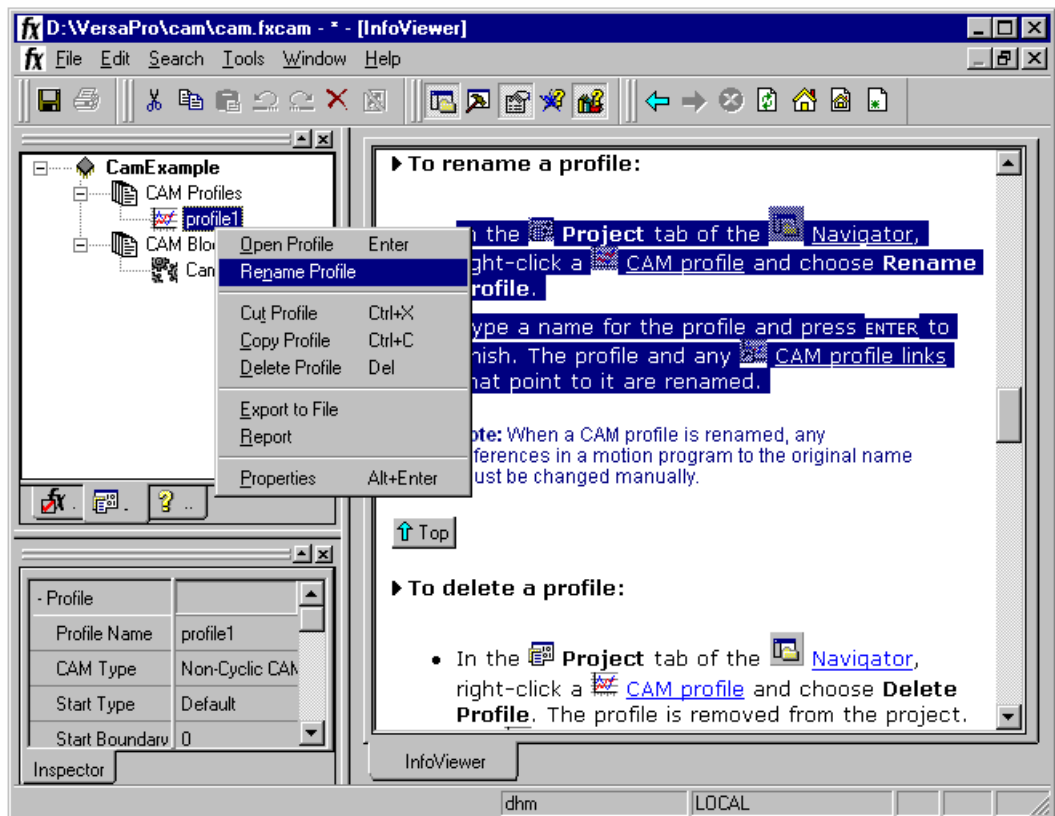 fx D:\VersaPro\cam\cam.fxcam - * - [InfoViewer]
fx File Edit Search Tools Window Help
CamExample
CAM Profiles
profile1
CAM Blo
Cam
Open Profile Enter
Rename Profile
Cut Profile Ctrl+X
Copy Profile Ctrl+C
Delete Profile Del
Export to File
Report
Properties Alt+Enter
fx . . ? ..
- Profile
Profile Name profile1
CAM Type Non-Cyclic CAM
Start Type Default
Start Boundary 0
Inspector
To rename a profile:
the Project tab of the Navigator,
ght-click a CAM profile and choose Rename
rofile.
ype a name for the profile and press ENTER to
nish. The profile and any CAM profile links
hat point to it are renamed.
ote: When a CAM profile is renamed, any
ferences in a motion program to the original name
ust be changed manually.
Top
To delete a profile:
• In the Project tab of the Navigator,
right-click a CAM profile and choose Delete
Profile. The profile is removed from the project.
InfoViewer
dhm LOCAL